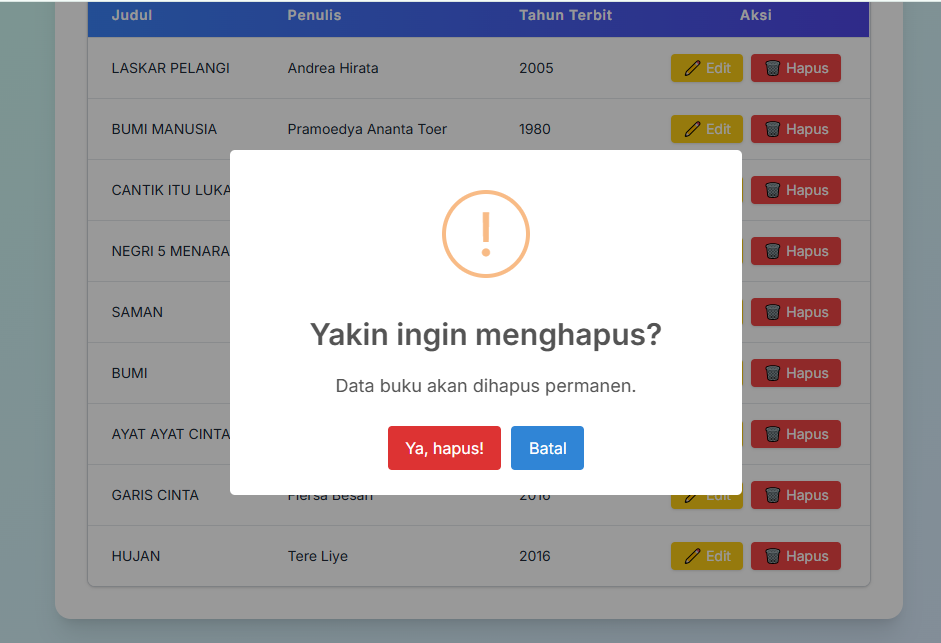 Judul Penulis Tahun Terbit Aksi
LASKAR PELANGI Andrea Hirata 2005 Edit Hapus
BUMI MANUSIA Pramoedya Ananta Toer 1980 Edit Hapus
CANTIK ITU LUKA Hapus
NEGRI 5 MENARA Hapus
SAMAN Hapus
BUMI Hapus
AYAT AYAT CINTA Hapus
!
Yakin ingin menghapus?
Data buku akan dihapus permanen.
Ya, hapus! Batal
GARIS CINTA Fiersa Besari 2016 Edit Hapus
HUJAN Tere Liye 2016 Edit Hapus